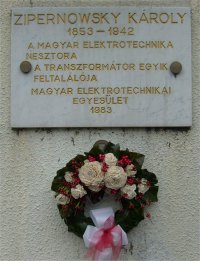 ZIPERNOWSKY KÁROLY
1853 – 1942
A MAGYAR ELEKTROTECHNIKA
NESZTORA
A TRANSZFORMÁTOR EGYIK
FELTALÁLÓJA
MAGYAR ELEKTROTECHNIKAI
EGYESÜLET
1983.